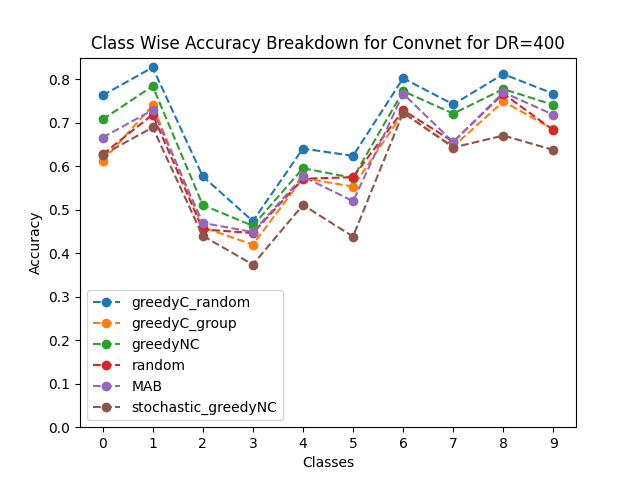 Class Wise Accuracy Breakdown for Convnet for DR=400
Accuracy
0.8
0.7
0.6
0.5
0.4
0.3
0.2
0.1
0.0
greedyC_random
greedyC_group
greedyNC
random
MAB
stochastic_greedyNC
0 1 2 3 4 5 6 7 8 9
Classes